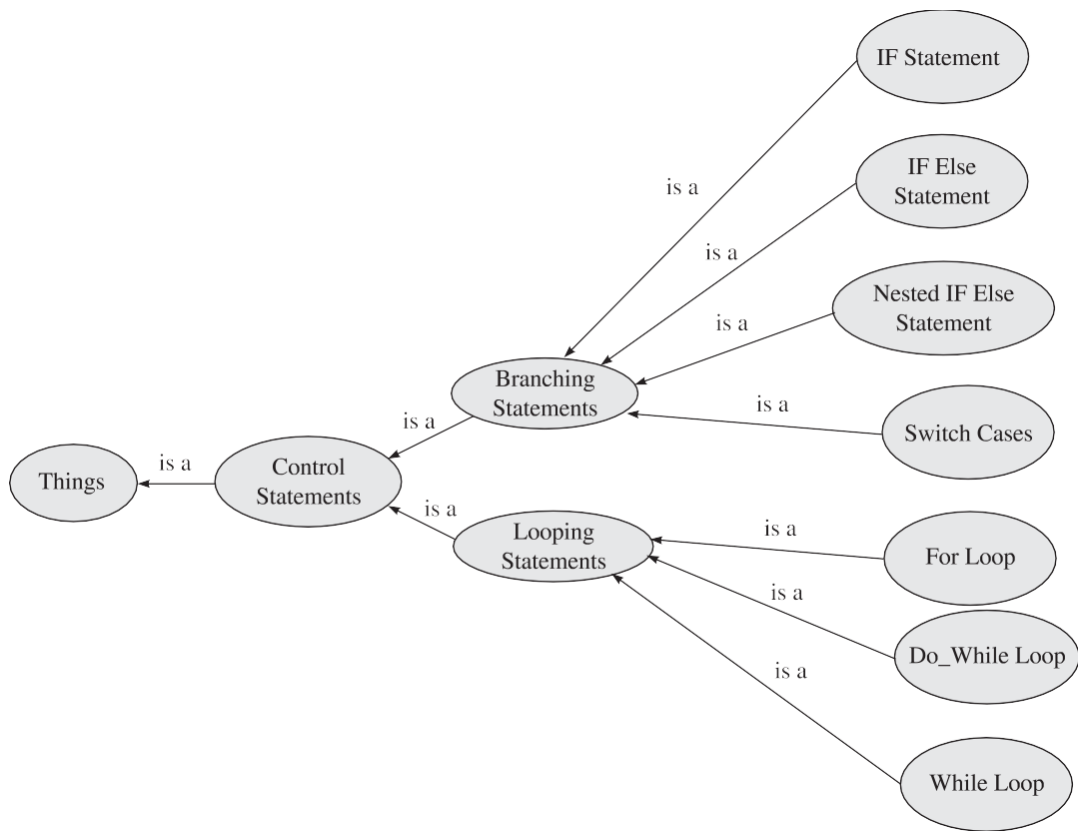 IF Statement
is a
IF Else
Statement
is a
Nested IF Else
Statement
is a
Branching
Statements
is a
Switch Cases
is a
Things
is a
Control
Statements
is a
Looping
Statements
is a
For Loop
is a
Do_While Loop
is a
While Loop